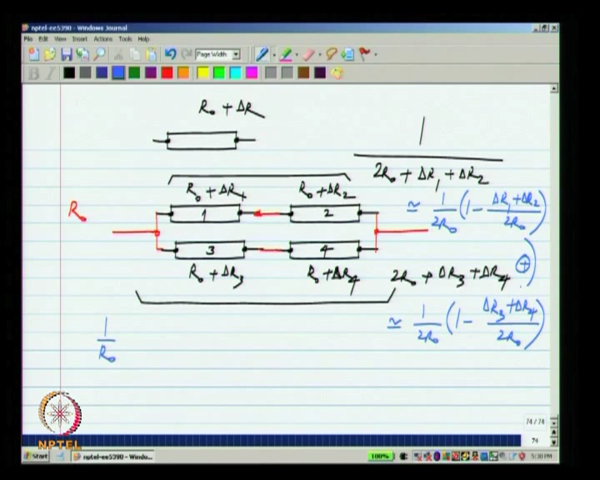 nptel-ee5390 - Windows Journal
File Edit View Insert Actions Tools Help
Page Width
B I
R₀ + ΔR
1 / (2R₀ + ΔR₁ + ΔR₂)
R₀ + ΔR₁ R₀ + ΔR₂
≃ 1/2R₀ (1 - (ΔR₁ + ΔR₂)/2R₀)
R₀
1 2
3 4
+
R₀ + ΔR₃ R₀ + ΔR₄ 2R₀ + ΔR₃ + ΔR₄
≃ 1/2R₀ (1 - (ΔR₃ + ΔR₄)/2R₀)
1/R₀
74 / 74
74
NPTEL
100%
Start nptel-ee5390 - Windo... 5:30 PM